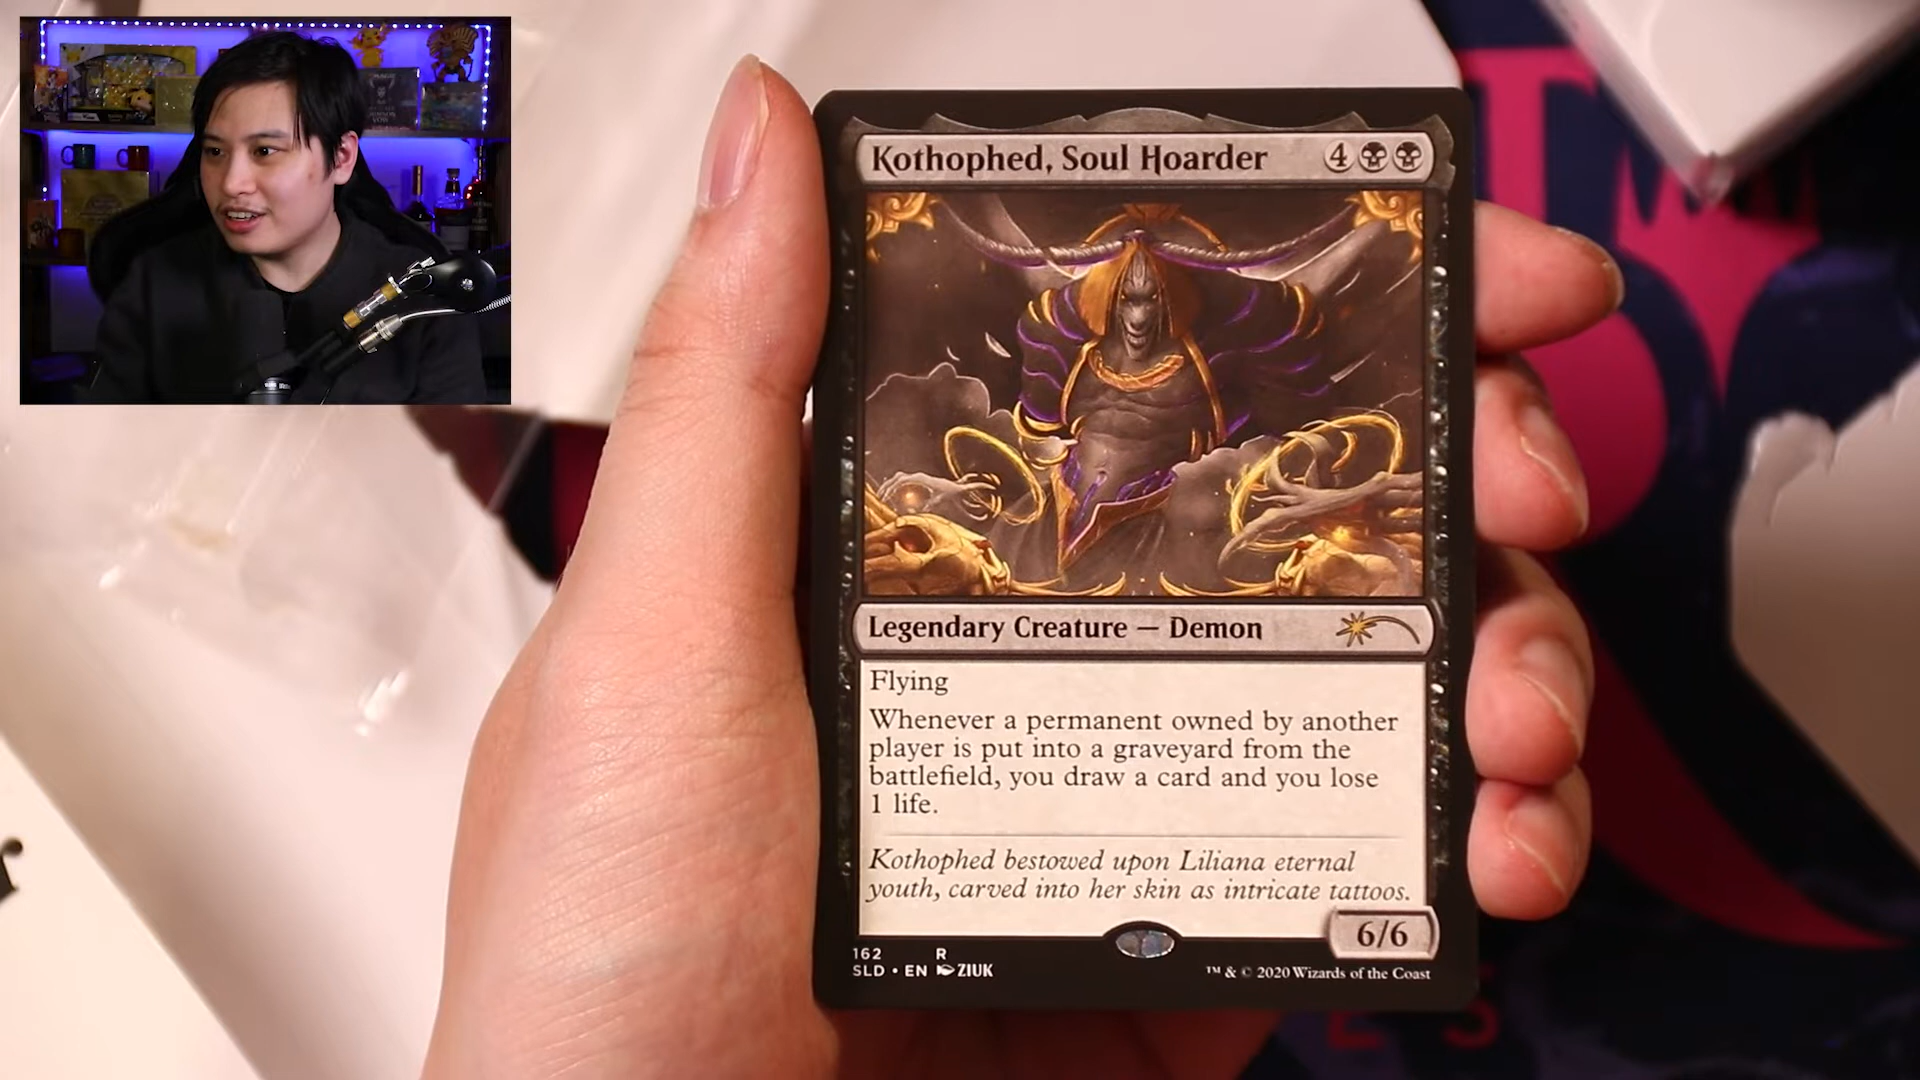 Kothophed, Soul Hoarder 4
Legendary Creature — Demon
Flying
Whenever a permanent owned by another
player is put into a graveyard from the
battlefield, you draw a card and you lose
1 life.
Kothophed bestowed upon Liliana eternal
youth, carved into her skin as intricate tattoos.
6/6
162 R
SLD • EN ZIUK
™ & © 2020 Wizards of the Coast